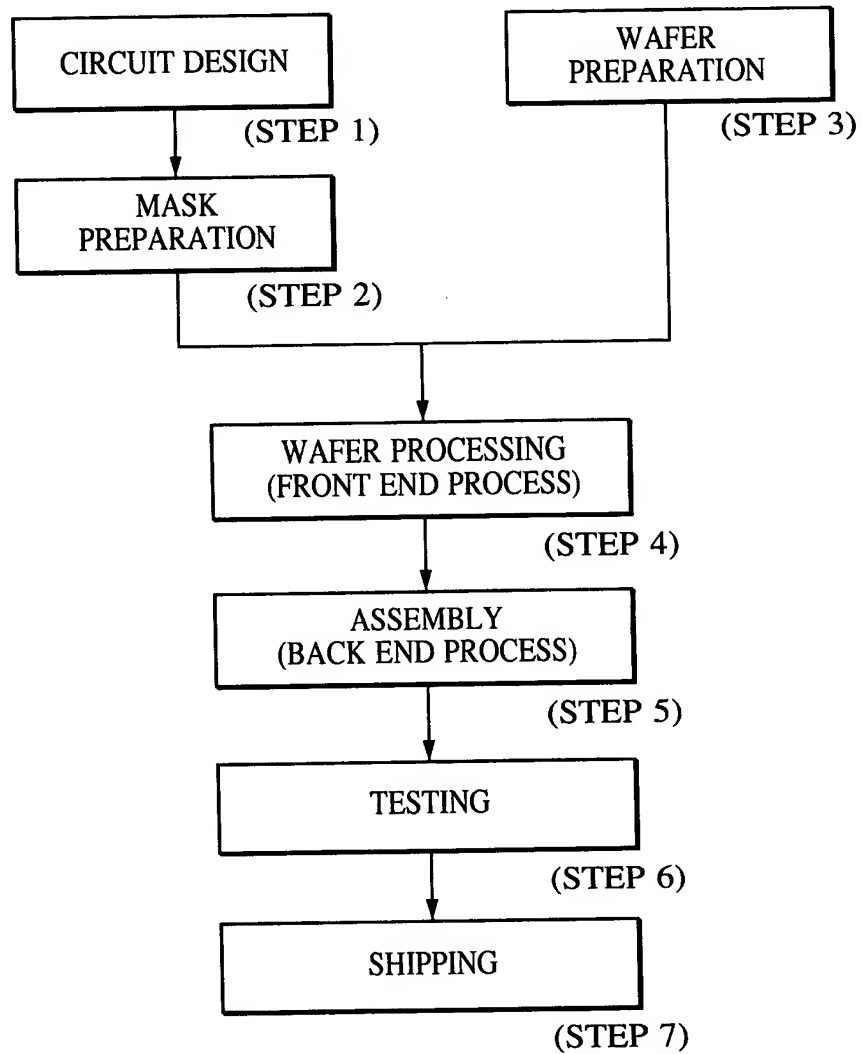 CIRCUIT DESIGN
(STEP 1)
MASK
PREPARATION
(STEP 2)
WAFER
PREPARATION
(STEP 3)
WAFER PROCESSING
(FRONT END PROCESS)
(STEP 4)
ASSEMBLY
(BACK END PROCESS)
(STEP 5)
TESTING
(STEP 6)
SHIPPING
(STEP 7)